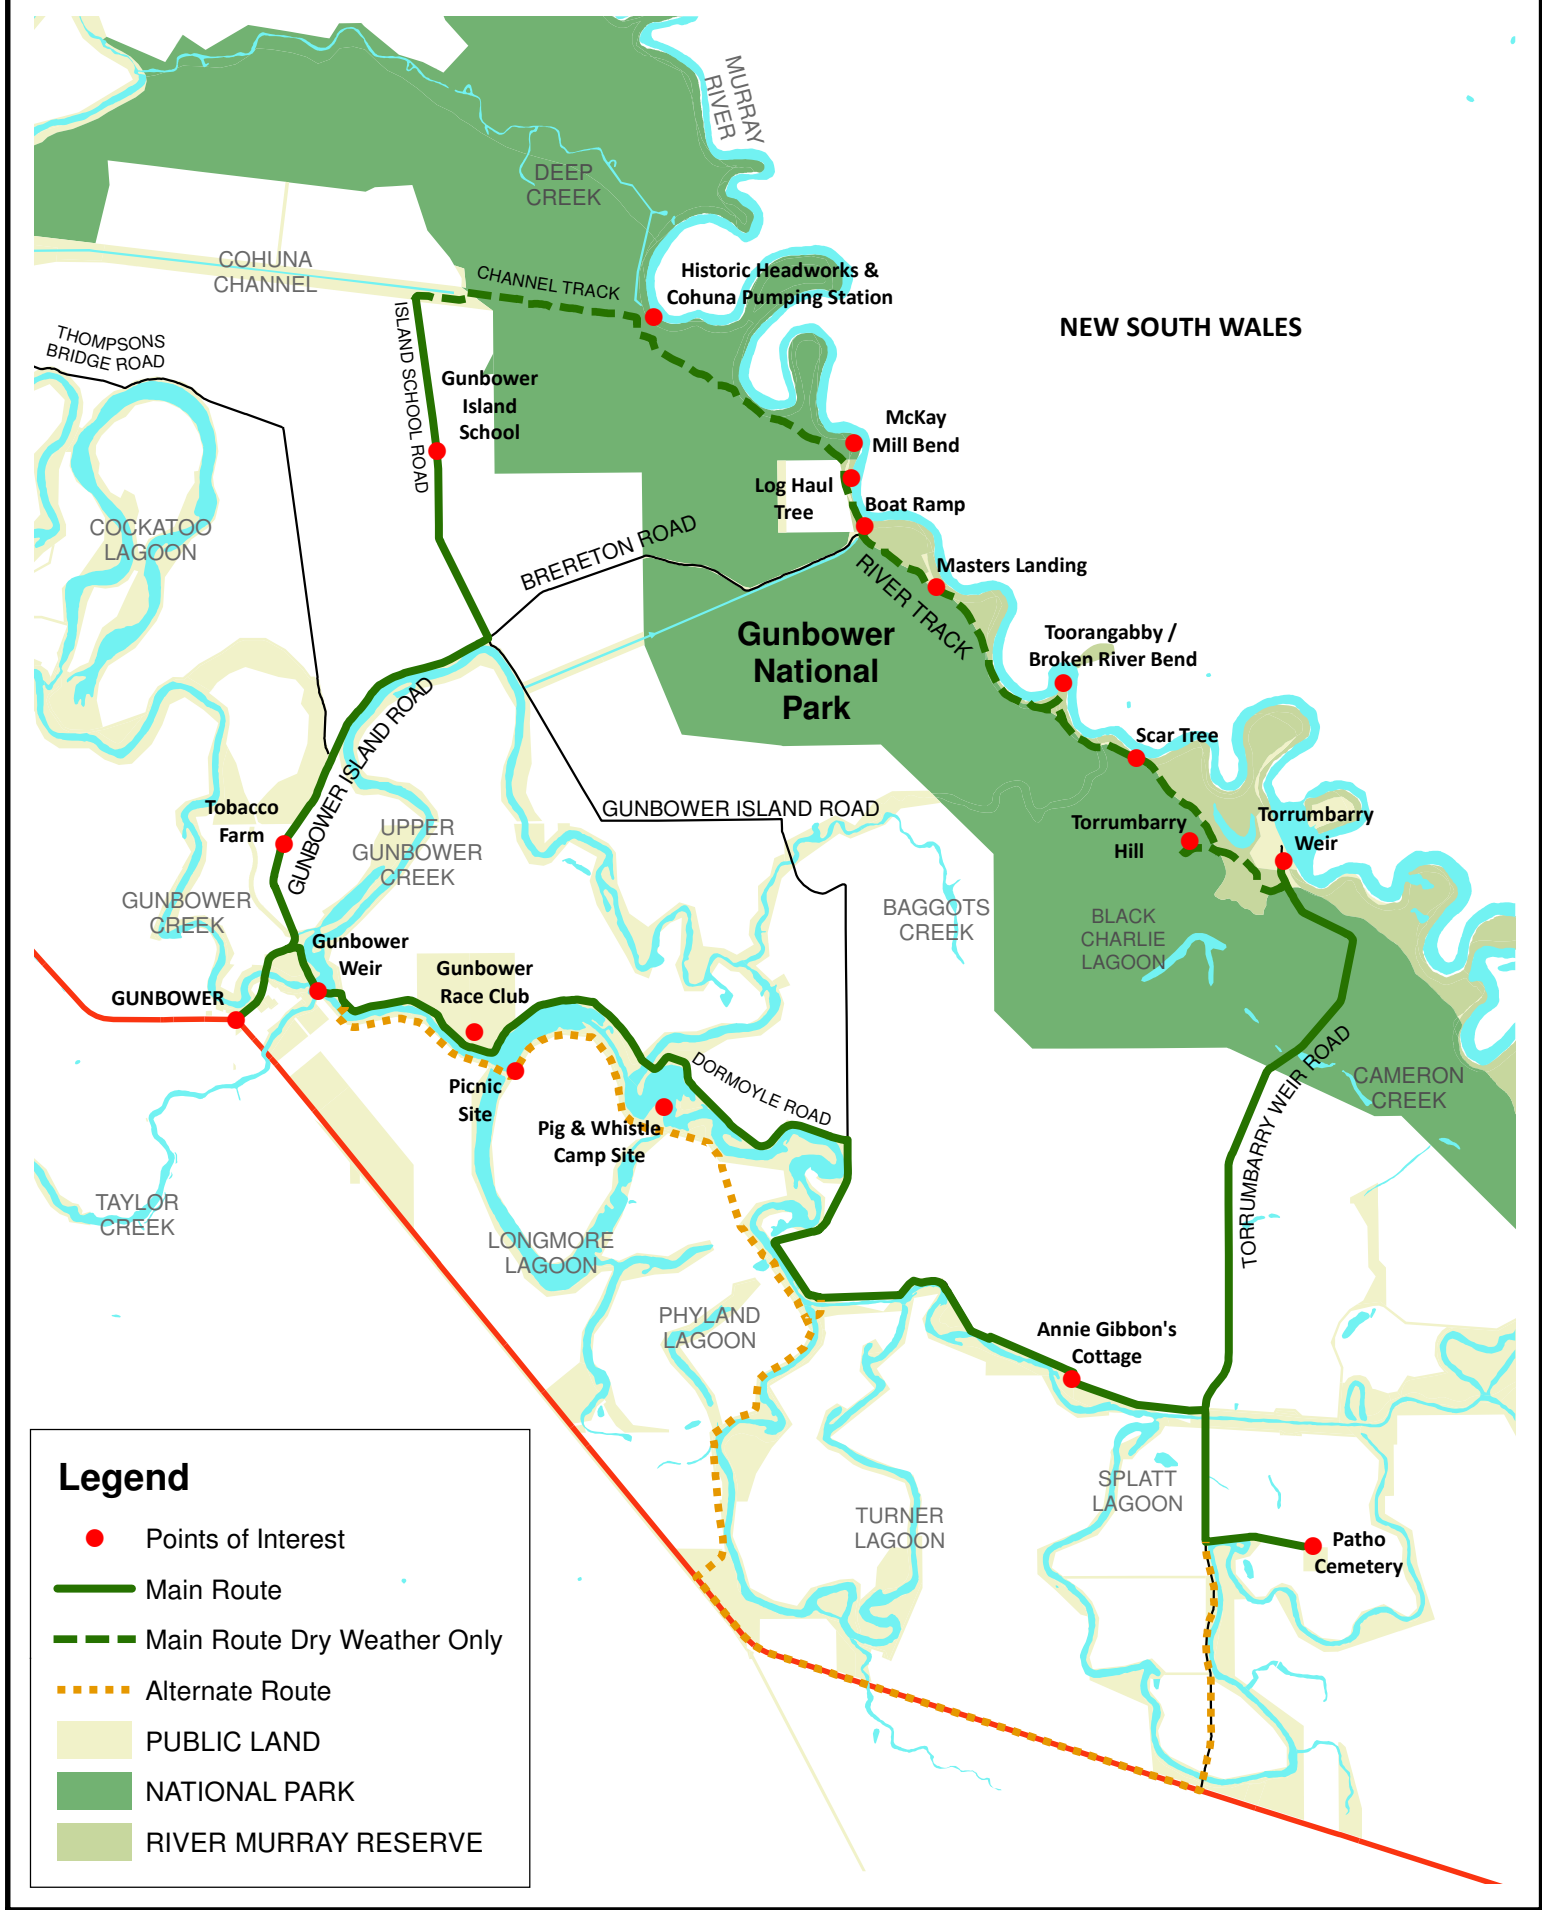 MURRAY
RIVER
DEEP
CREEK
COHUNA
CHANNEL
CHANNEL TRACK
Historic Headworks &
Cohuna Pumping Station
NEW SOUTH WALES
THOMPSONS
BRIDGE ROAD
ISLAND SCHOOL ROAD
Gunbower
Island
School
McKay
Mill Bend
Log Haul
Tree
Boat Ramp
COCKATOO
LAGOON
BRERETON ROAD
RIVER TRACK
Masters Landing
Gunbower
National
Park
Toorangabby /
Broken River Bend
GUNBOWER ISLAND ROAD
Scar Tree
Tobacco
Farm
GUNBOWER ISLAND ROAD
UPPER
GUNBOWER
CREEK
Torrumbarry
Hill
Torrumbarry
Weir
GUNBOWER
CREEK
BAGGOTS
CREEK
BLACK
CHARLIE
LAGOON
Gunbower
Weir
Gunbower
Race Club
GUNBOWER
Picnic
Site
DORMOYLE ROAD
Pig & Whistle
Camp Site
CAMERON
CREEK
TORRUMBARRY WEIR ROAD
TAYLOR
CREEK
LONGMORE
LAGOON
PHYLAND
LAGOON
Annie Gibbon's
Cottage
SPLATT
LAGOON
TURNER
LAGOON
Patho
Cemetery
Legend
Points of Interest
Main Route
Main Route Dry Weather Only
Alternate Route
PUBLIC LAND
NATIONAL PARK
RIVER MURRAY RESERVE